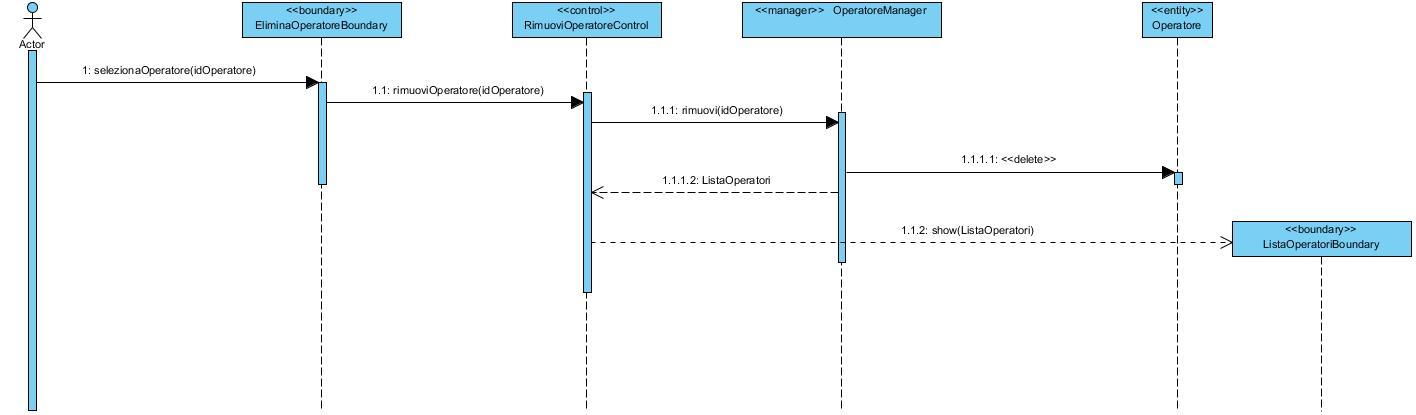 Actor
<<boundary>>
EliminaOperatoreBoundary
<<control>>
RimuoviOperatoreControl
<<manager>> OperatoreManager
<<entity>>
Operatore
1: selezionaOperatore(idOperatore)
1.1: rimuoviOperatore(idOperatore)
1.1.1: rimuovi(idOperatore)
1.1.1.1: <<delete>>
1.1.1.2: ListaOperatori
1.1.2: show(ListaOperatori)
<<boundary>>
ListaOperatoriBoundary